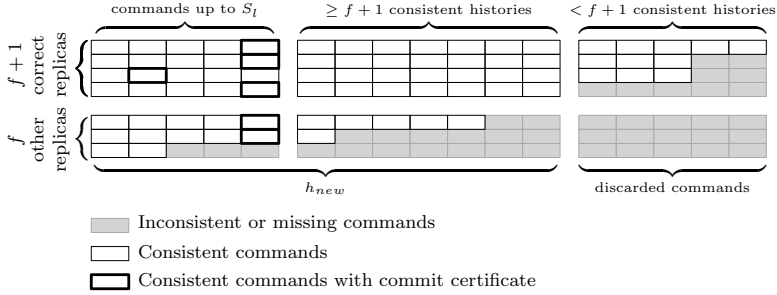 commands up to S_l
≥ f + 1 consistent histories
< f + 1 consistent histories
f + 1
correct
replicas
f
other
replicas
h_new
discarded commands
Inconsistent or missing commands
Consistent commands
Consistent commands with commit certificate